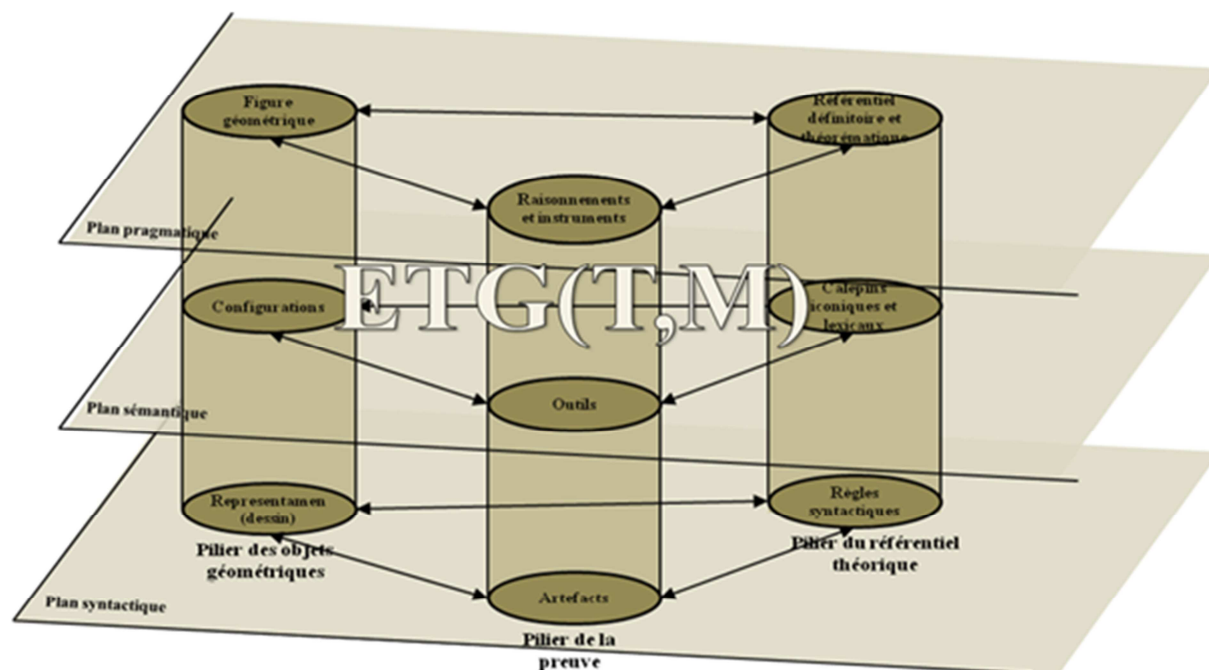 Figure
géométrique
Référentiel
définitoire et
théorématique
Raisonnements
et instruments
Plan pragmatique
ETG(T,M)
Configurations
Calepins
iconiques et
lexicaux
Outils
Plan sémantique
Representamen
(dessin)
Règles
syntactiques
Pilier des objets
géométriques
Pilier du référentiel
théorique
Artefacts
Plan syntactique
Pilier de la
preuve